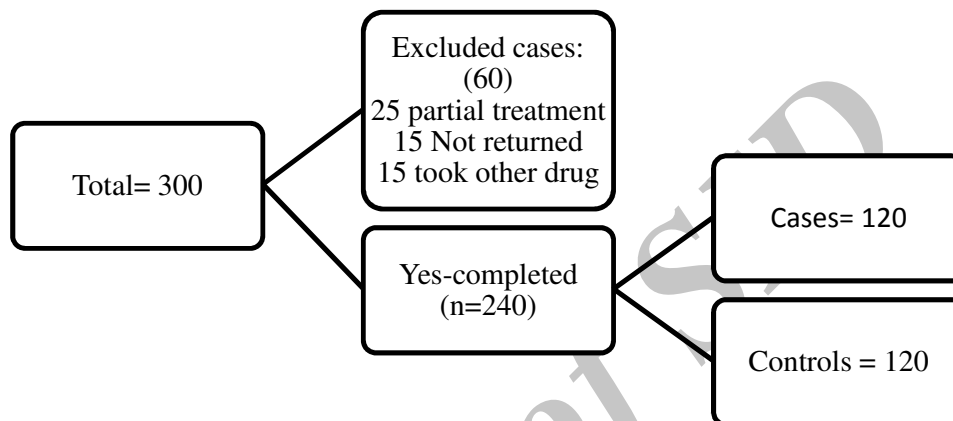 Total= 300
Excluded cases:
(60)
25 partial treatment
15 Not returned
15 took other drug
Yes-completed
(n=240)
Cases= 120
Controls = 120